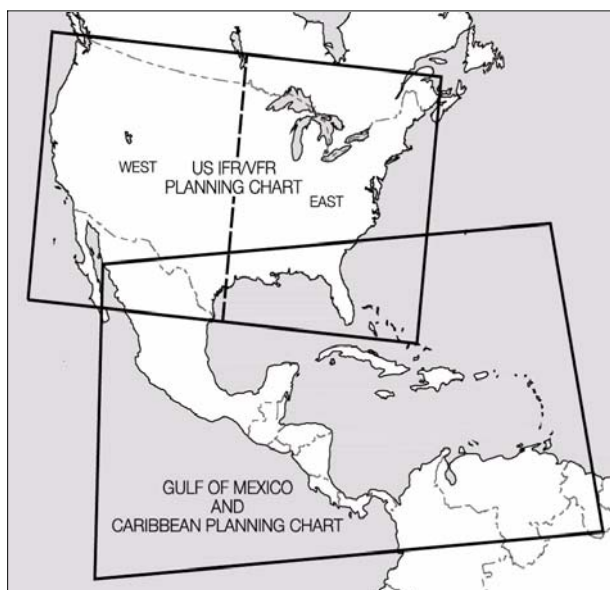 WEST
US IFR/VFR
PLANNING CHART
EAST
GULF OF MEXICO
AND
CARIBBEAN PLANNING CHART